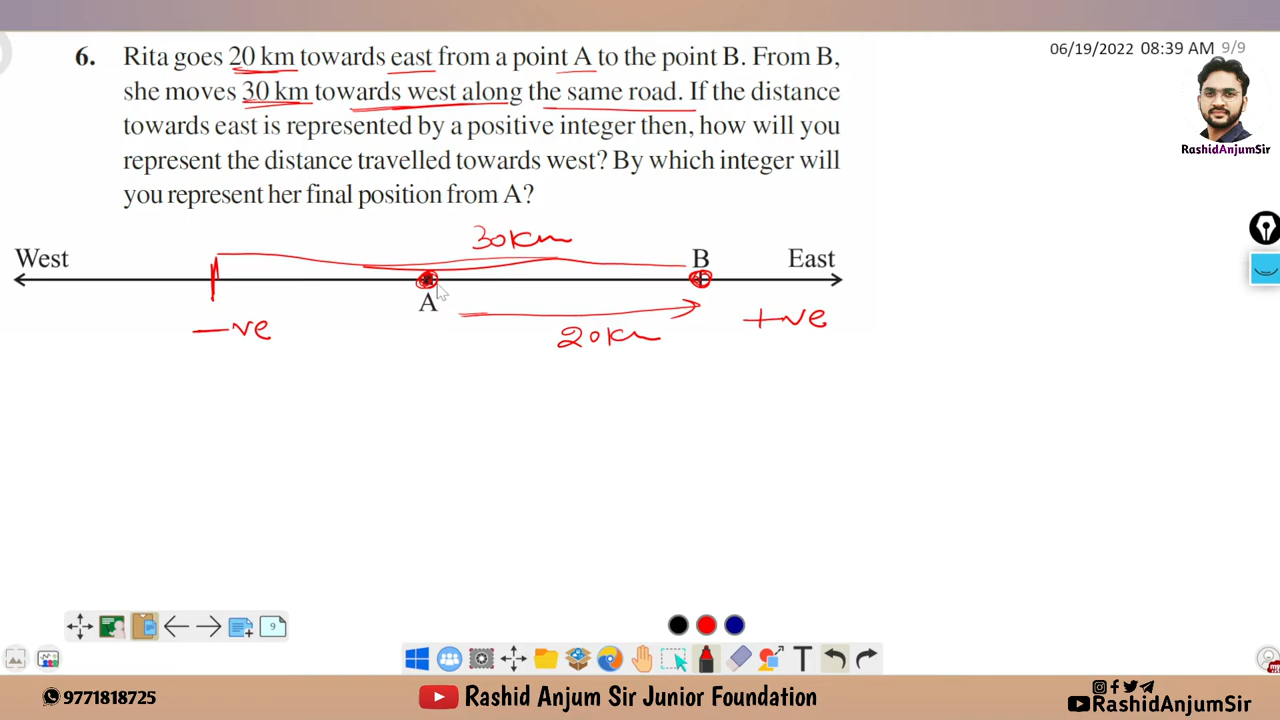 06/19/2022 08:39 AM 9/9
6. Rita goes 20 km towards east from a point A to the point B. From B,
she moves 30 km towards west along the same road. If the distance
towards east is represented by a positive integer then, how will you
represent the distance travelled towards west? By which integer will
you represent her final position from A?
RashidAnjumSir
30km
West B East
A
-ve 20km +ve
9
T
9771818725 Rashid Anjum Sir Junior Foundation RashidAnjumSir